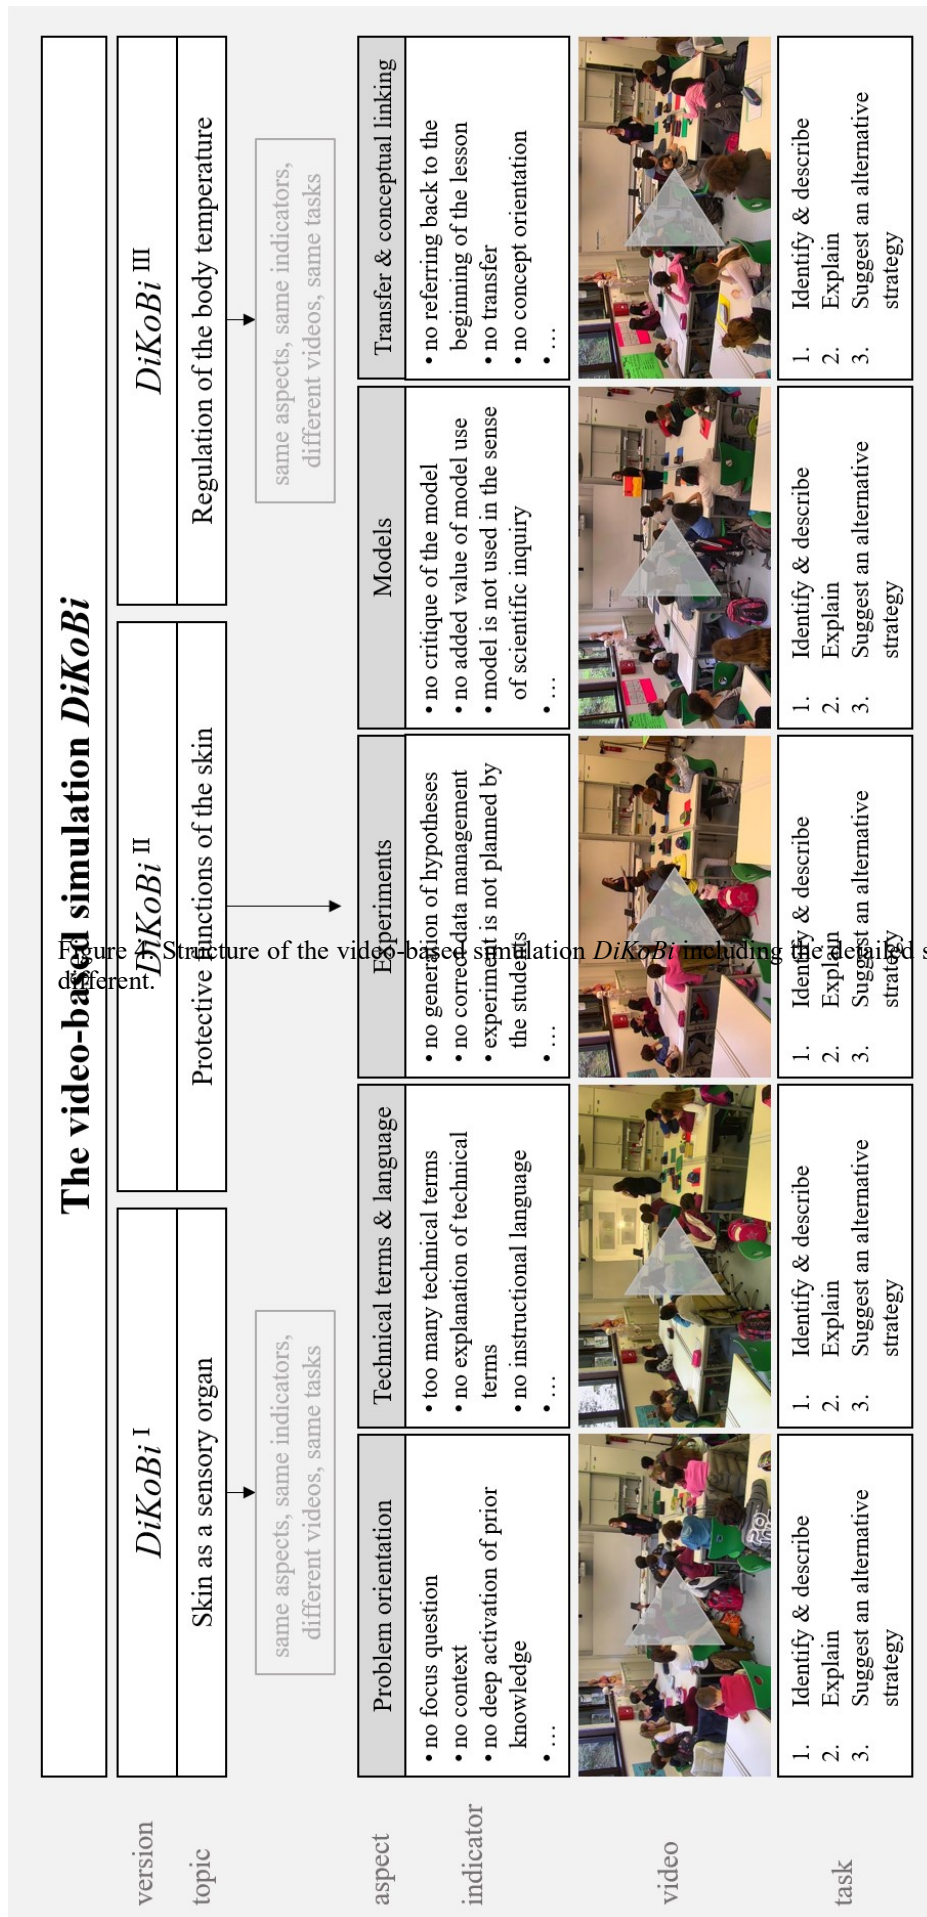 The video-based simulation DiKoBi
version
DiKoBi I
DiKoBi II
DiKoBi III
topic
Skin as a sensory organ
Protective functions of the skin
Regulation of the body temperature
same aspects, same indicators,
different videos, same tasks
same aspects, same indicators,
different videos, same tasks
aspect
Problem orientation
Technical terms & language
Experiments
Models
Transfer & conceptual linking
indicator
• no focus question
• no context
• no deep activation of prior
knowledge
• …
• too many technical terms
• no explanation of technical
terms
• no instructional language
• …
• no generation of hypotheses
• no correct data management
• experiment is not planned by
the students
• …
• no critique of the model
• no added value of model use
• model is not used in the sense
of scientific inquiry
• …
• no referring back to the
beginning of the lesson
• no transfer
• no concept orientation
• …
video
task
1. Identify & describe
2. Explain
3. Suggest an alternative
strategy
1. Identify & describe
2. Explain
3. Suggest an alternative
strategy
1. Identify & describe
2. Explain
3. Suggest an alternative
strategy
1. Identify & describe
2. Explain
3. Suggest an alternative
strategy
1. Identify & describe
2. Explain
3. Suggest an alternative
strategy
Figure 4. Structure of the video-based simulation DiKoBi including the detailed s
different.